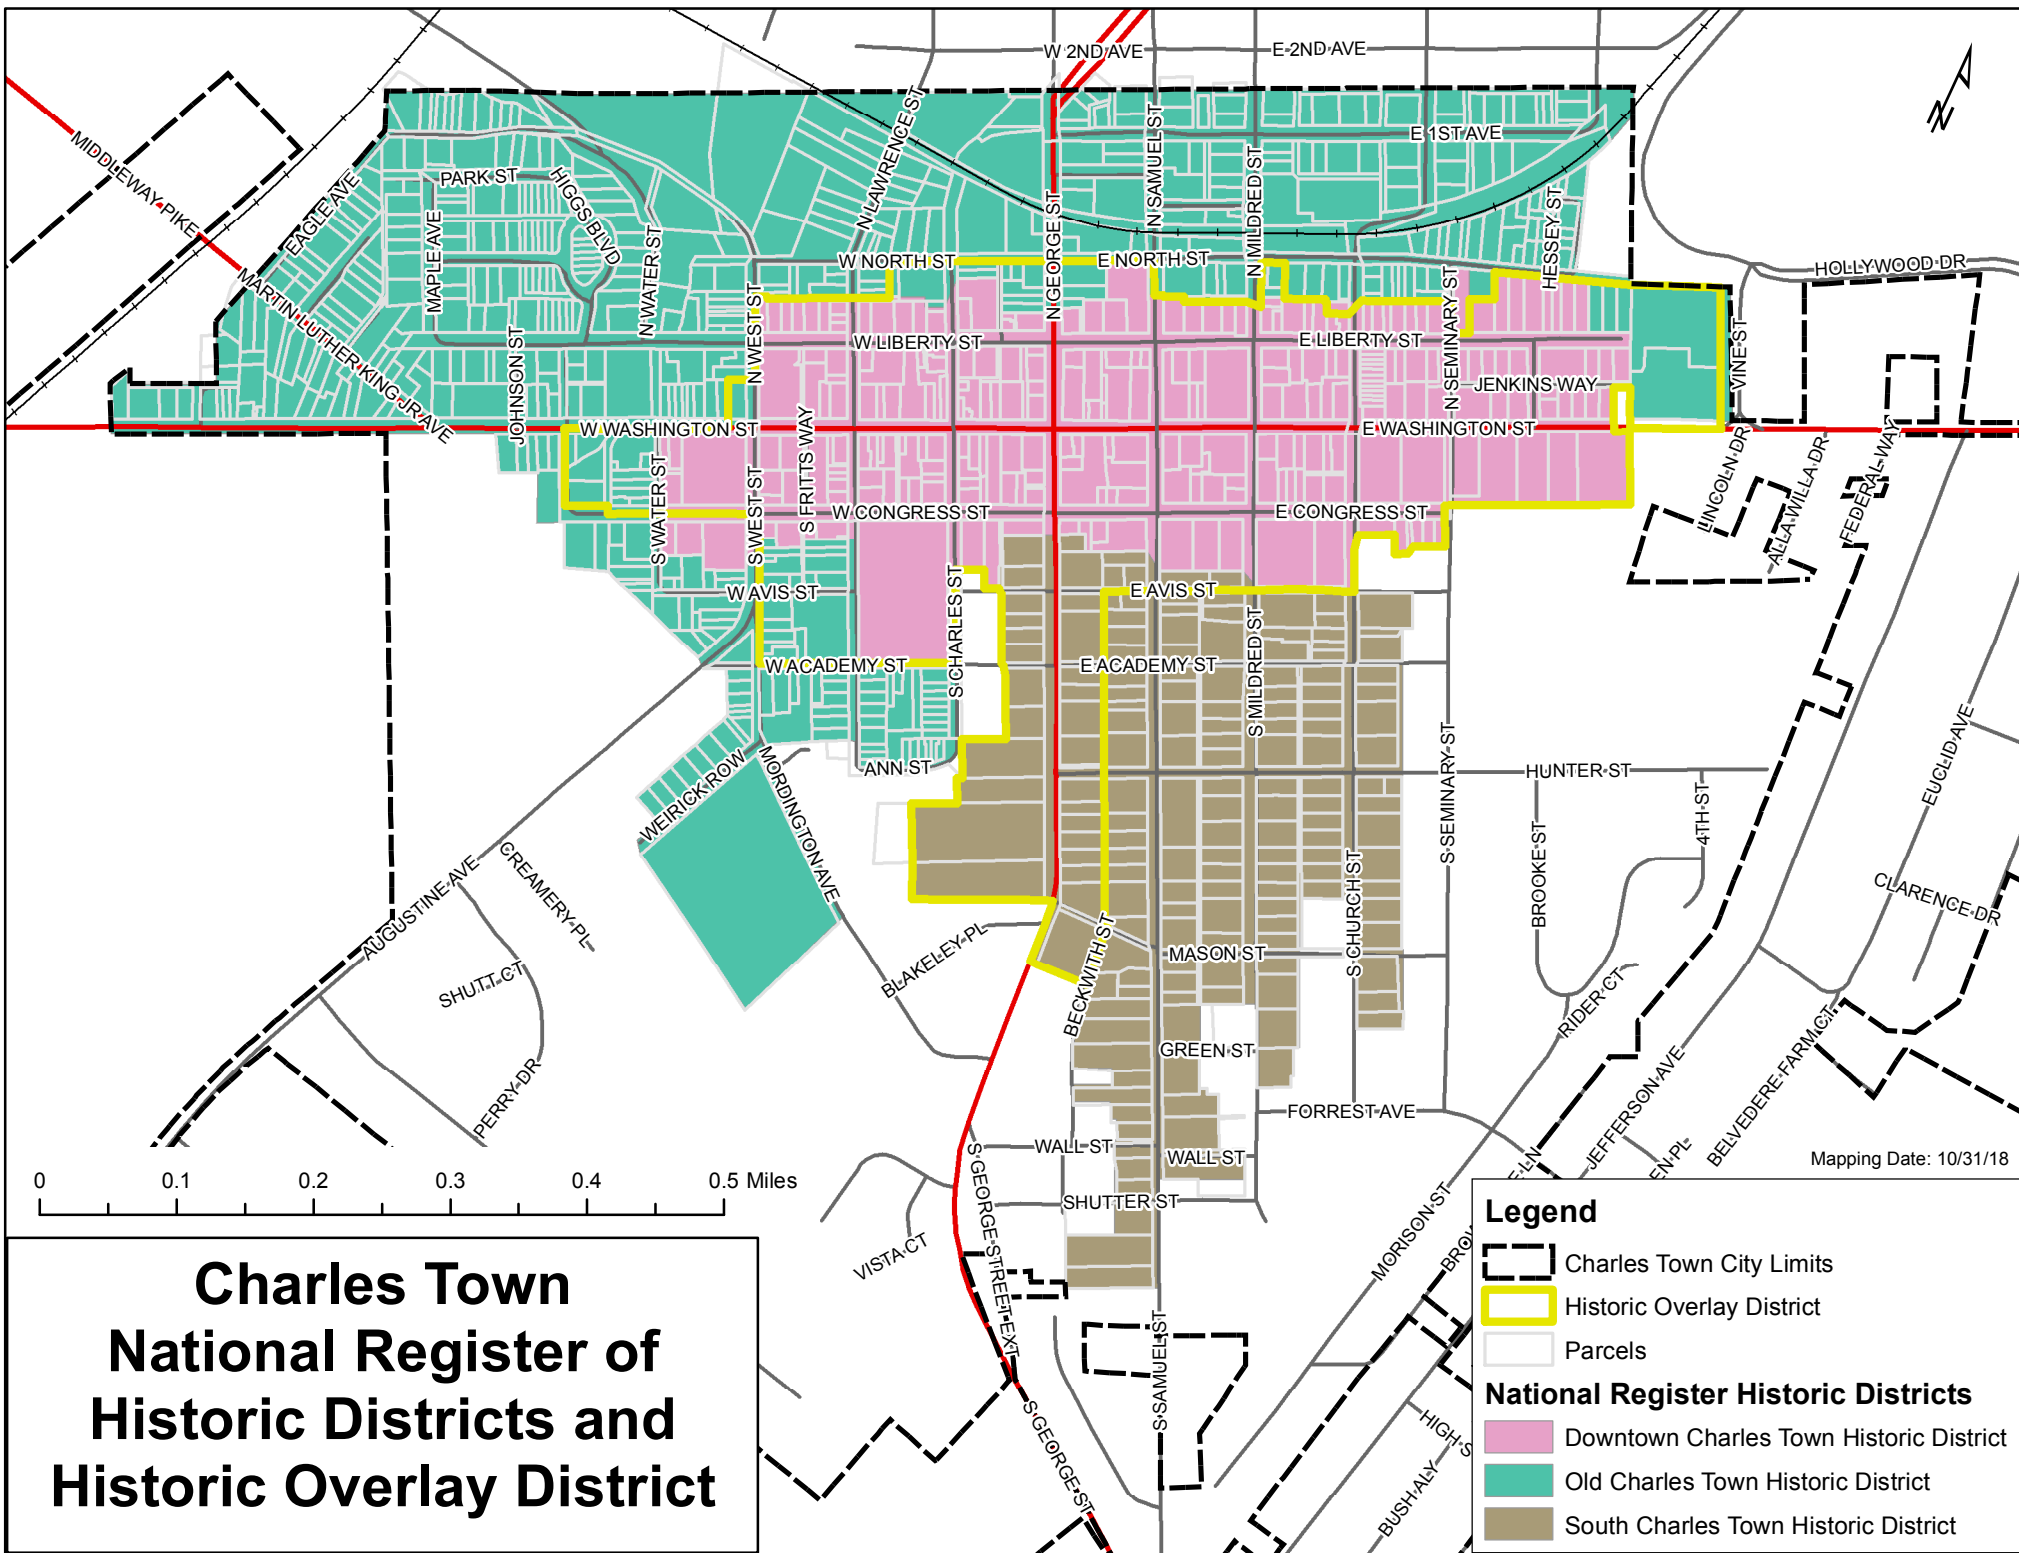 W 2ND AVE
E 2ND AVE
N
MIDDLEWAY PIKE
E 1ST AVE
N LAWRENCE ST
N SAMUEL ST
N MILDRED ST
PARK ST
HIGGS BLVD
EAGLE AVE
MAPLE AVE
N WATER ST
HESSEY ST
N GEORGE ST
W NORTH ST
E NORTH ST
HOLLYWOOD DR
MARTIN LUTHER KING JR AVE
N WEST ST
N SEMINARY ST
JOHNSON ST
W LIBERTY ST
E LIBERTY ST
VINE ST
JENKINS WAY
W WASHINGTON ST
E WASHINGTON ST
S FRITTS WAY
S WATER ST
S WEST ST
LINCOLN DR
ALLA WILLA DR
FEDERAL WAY
W CONGRESS ST
E CONGRESS ST
W AVIS ST
E AVIS ST
S CHARLES ST
S MILDRED ST
W ACADEMY ST
E ACADEMY ST
ANN ST
HUNTER ST
WEIRICK ROW
MORDINGTON AVE
S SEMINARY ST
BROOKE ST
4TH ST
EUCLID AVE
CLARENCE DR
AUGUSTINE AVE
CREAMERY PL
SHUTT CT
PERRY DR
BLAKELEY PL
BECKWITH ST
MASON ST
S CHURCH ST
RIDER CT
GREEN ST
FORREST AVE
JEFFERSON AVE
BELVEDERE FARM CT
WALL ST
WALL ST
E LN
EN PL
Mapping Date: 10/31/18
0 0.1 0.2 0.3 0.4 0.5 Miles
SHUTTER ST
S GEORGE STREET EXT
VISTA CT
MORISON ST
BRO
S SAMUEL ST
S GEORGE ST
HIGH S
BUSH ALY
Charles Town
National Register of
Historic Districts and
Historic Overlay District
Legend
Charles Town City Limits
Historic Overlay District
Parcels
National Register Historic Districts
Downtown Charles Town Historic District
Old Charles Town Historic District
South Charles Town Historic District